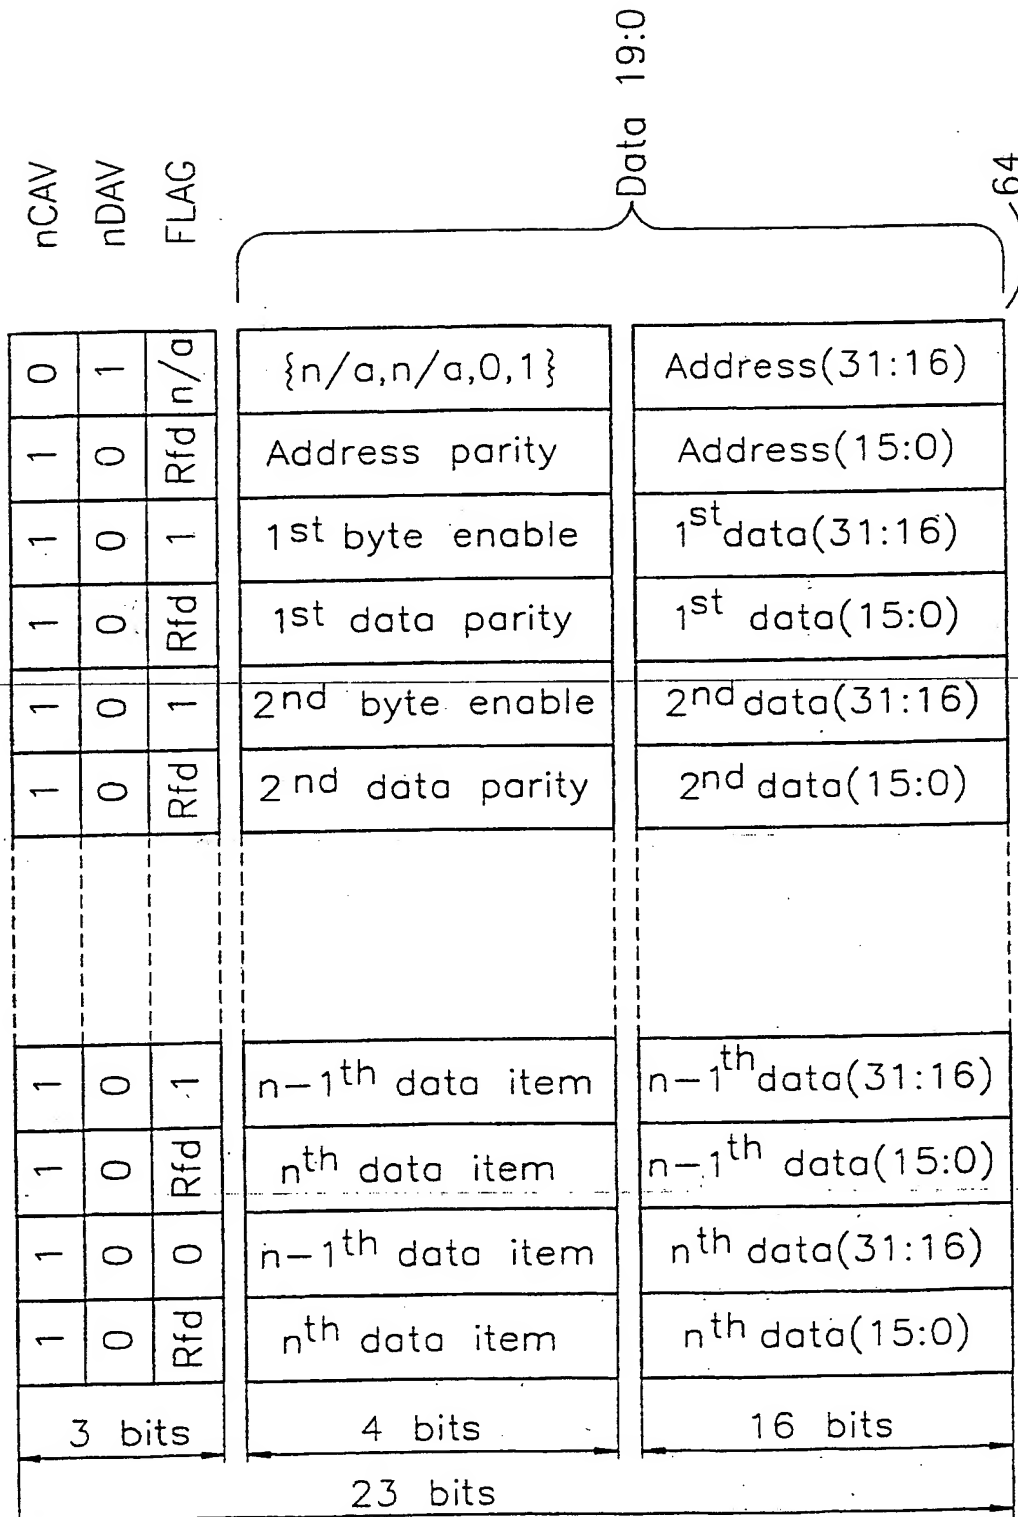 nCAV
nDAV
FLAG
Data 19:0
64
0 1 n/a {n/a,n/a,0,1} Address(31:16)
1 0 Rfd Address parity Address(15:0)
1 0 1 1st byte enable 1st data(31:16)
1 0 Rfd 1st data parity 1st data(15:0)
1 0 1 2nd byte enable 2nd data(31:16)
1 0 Rfd 2nd data parity 2nd data(15:0)
1 0 1 n-1th data item n-1th data(31:16)
1 0 Rfd nth data item n-1th data(15:0)
1 0 0 n-1th data item nth data(31:16)
1 0 Rfd nth data item nth data(15:0)
3 bits 4 bits 16 bits
23 bits